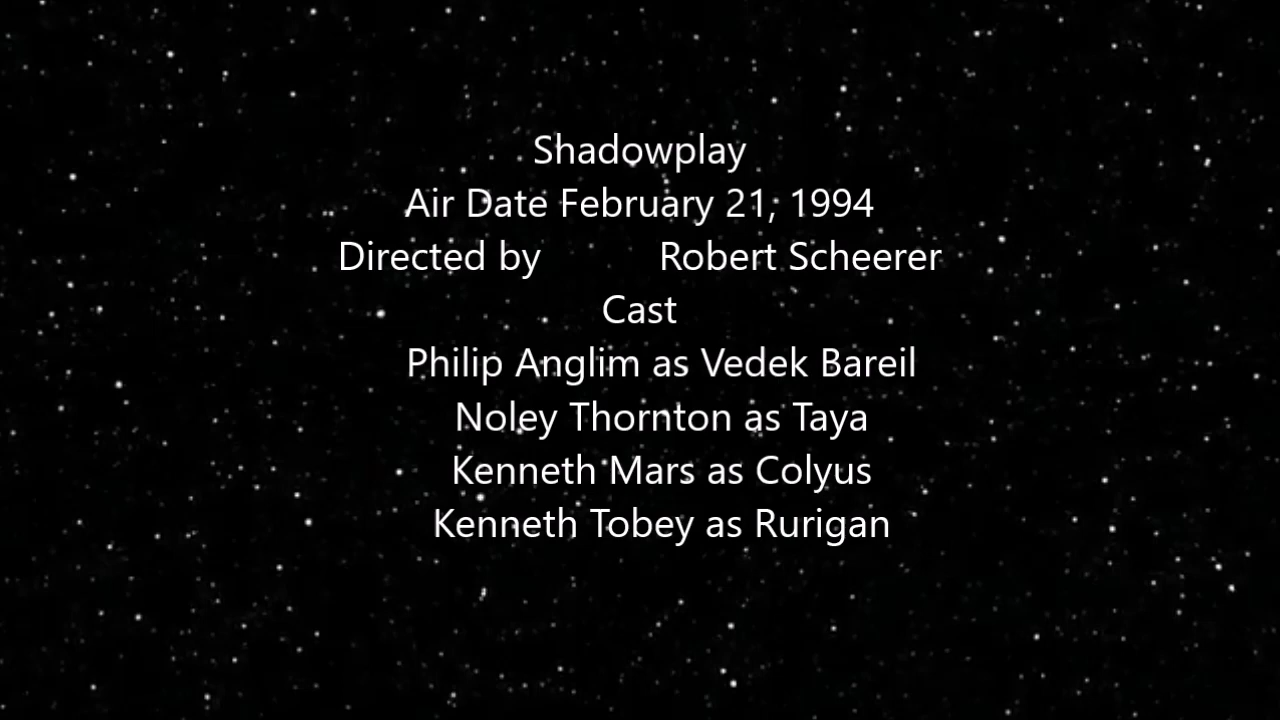 Shadowplay
Air Date February 21, 1994
Directed by Robert Scheerer
Cast
Philip Anglim as Vedek Bareil
Noley Thornton as Taya
Kenneth Mars as Colyus
Kenneth Tobey as Rurigan